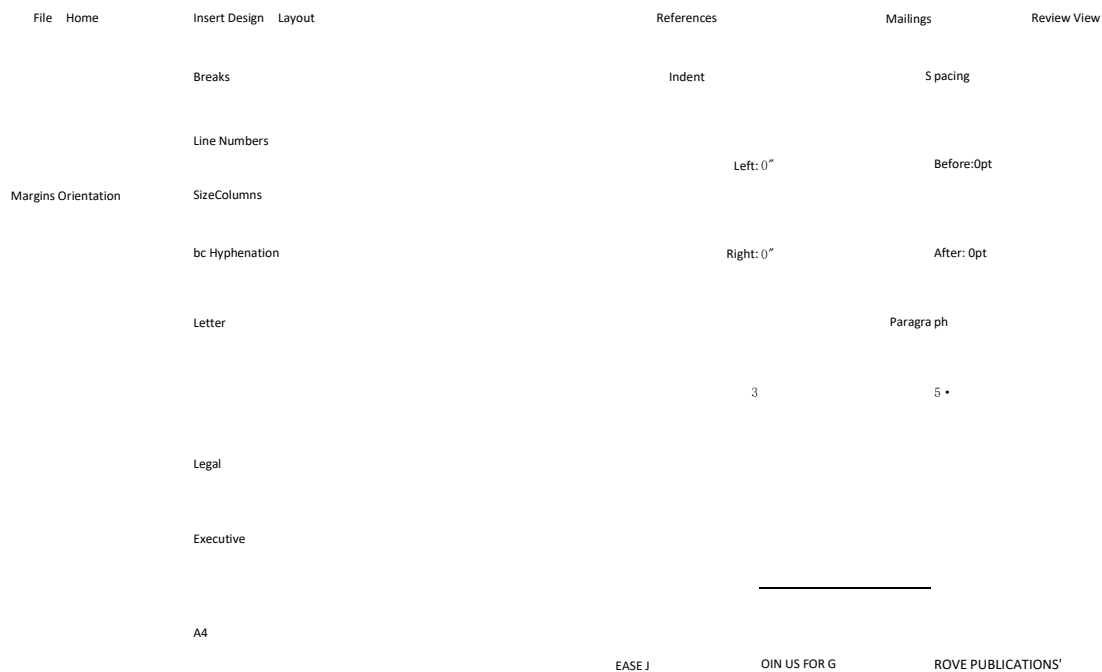 File Home Insert Design Layout References Mailings Review View
Breaks Indent S pacing
Line Numbers
Left: 0″ Before:0pt
Margins Orientation SizeColumns
bc Hyphenation Right: 0″ After: 0pt
Letter Paragra ph
3 5 •
Legal
Executive
A4
EASE J OIN US FOR G ROVE PUBLICATIONS'